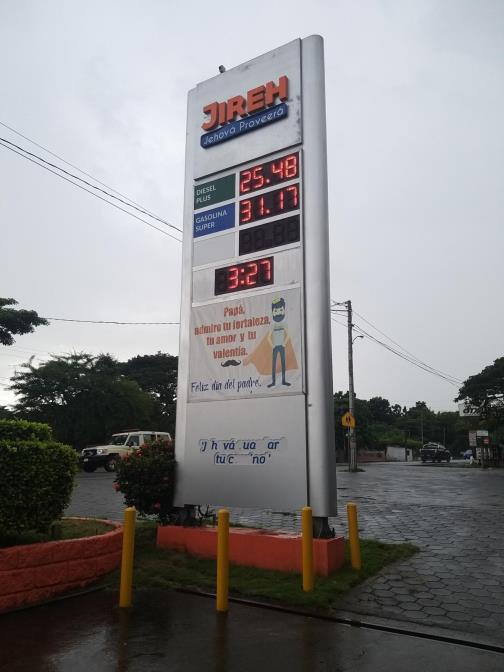 JIREH
Jehová Proveerá
DIESEL
PLUS
25.48
GASOLINA
SUPER
31.17
3:27
Papá,
admiro tu fortaleza,
tu amor y tu
valentía.
Feliz día del padre.